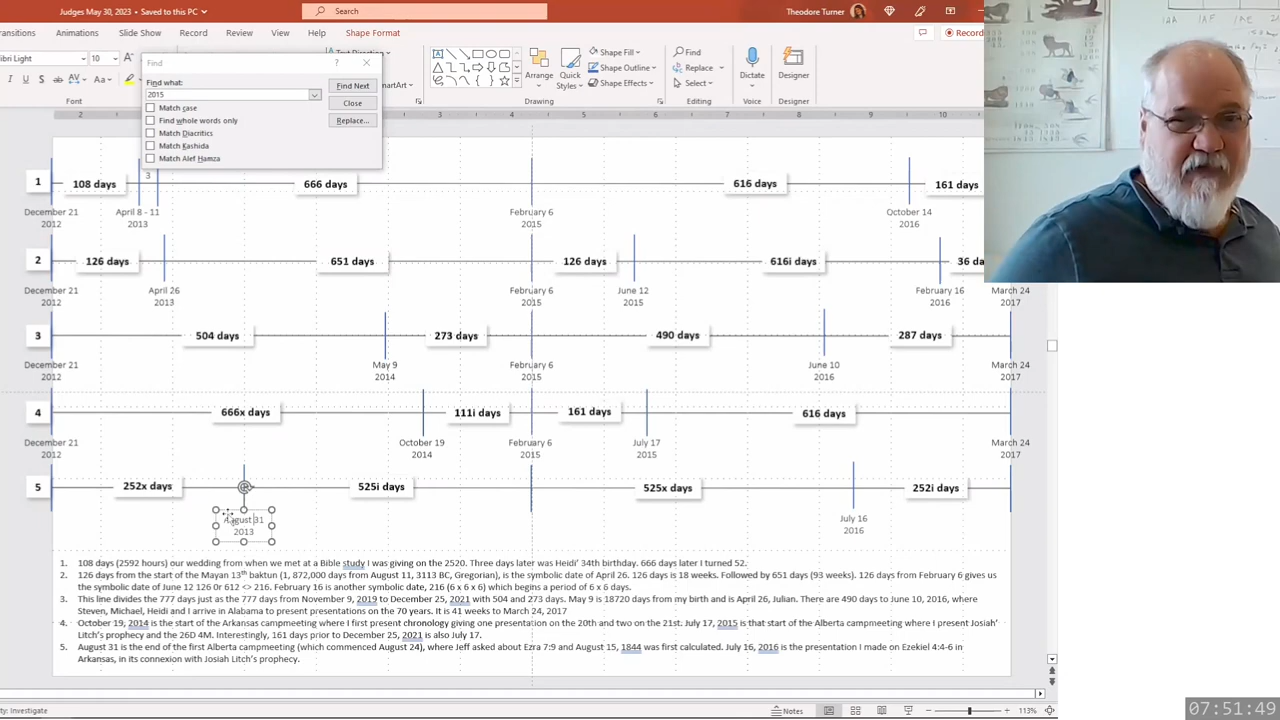 Judges May 30, 2023 • Saved to this PC
Search
Theodore Turner
Animations
Slide Show
Record
Review
View
Help
Shape Format
Record
10
Font
Find
Find what:
2015
Match case
Find whole words only
Match Diacritics
Match Kashida
Match Alef Hamza
Find Next
Close
Replace...
Arrange
Quick
Styles
Shape Fill
Shape Outline
Shape Effects
Drawing
Find
Replace
Select
Editing
Dictate
Voice
Designer
Designer
2
3
4
5
6
7
8
9
10
1
108 days
3
666 days
616 days
161 days
December 21
2012
April 8 - 11
2013
February 6
2015
October 14
2016
2
126 days
651 days
126 days
616i days
36 da
December 21
2012
April 26
2013
February 6
2015
June 12
2015
February 16
2016
March 24
2017
3
504 days
273 days
490 days
287 days
December 21
2012
May 9
2014
February 6
2015
June 10
2016
March 24
2017
4
666x days
111i days
161 days
616 days
December 21
2012
October 19
2014
February 6
2015
July 17
2015
March 24
2017
5
252x days
525i days
525x days
252i days
August 31
2013
July 16
2016
1. 108 days (2592 hours) our wedding from when we met at a Bible study I was giving on the 2520. Three days later was Heidi' 34th birthday. 666 days later I turned 52.
2. 126 days from the start of the Mayan 13th baktun (1, 872,000 days from August 11, 3113 BC, Gregorian), is the symbolic date of April 26. 126 days is 18 weeks. Followed by 651 days (93 weeks). 126 days from February 6 gives us
the symbolic date of June 12 126 0r 612 <> 216. February 16 is another symbolic date, 216 (6 x 6 x 6) which begins a period of 6 x 6 days.
3. This line divides the 777 days just as the 777 days from November 9, 2019 to December 25, 2021 with 504 and 273 days. May 9 is 18720 days from my birth and is April 26, Julian. There are 490 days to June 10, 2016, where
Steven, Michael, Heidi and I arrive in Alabama to present presentations on the 70 years. It is 41 weeks to March 24, 2017
4. October 19, 2014 is the start of the Arkansas campmeeting where I first present chronology giving one presentation on the 20th and two on the 21st. July 17, 2015 is that start of the Alberta campmeeting where I present Josiah'
Litch's prophecy and the 26D 4M. Interestingly, 161 days prior to December 25, 2021 is also July 17.
5. August 31 is the end of the first Alberta campmeeting (which commenced August 24), where Jeff asked about Ezra 7:9 and August 15, 1844 was first calculated. July 16, 2016 is the presentation I made on Ezekiel 4:4-6 in
Arkansas, in its connexion with Josiah Litch's prophecy.
Notes
113%
07:51:49